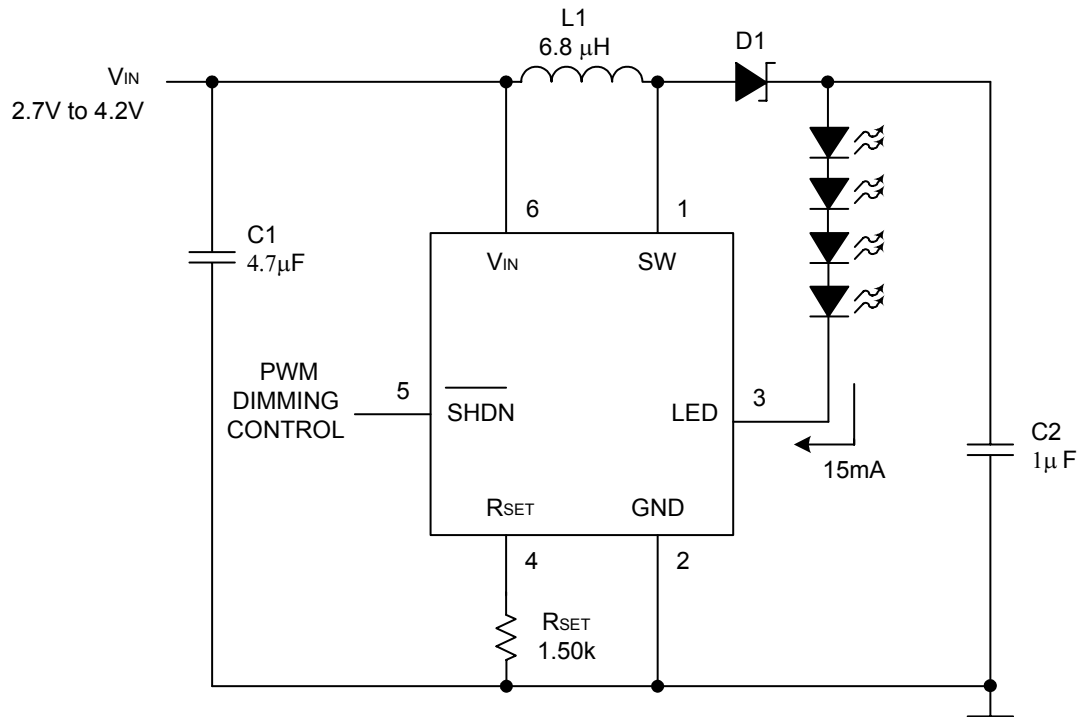 L1
6.8 μH
D1
VIN
2.7V to 4.2V
6
1
C1
4.7μF
VIN
SW
PWM
DIMMING
CONTROL
5
SHDN
LED
3
15mA
C2
1μ F
RSET
GND
4
2
RSET
1.50k